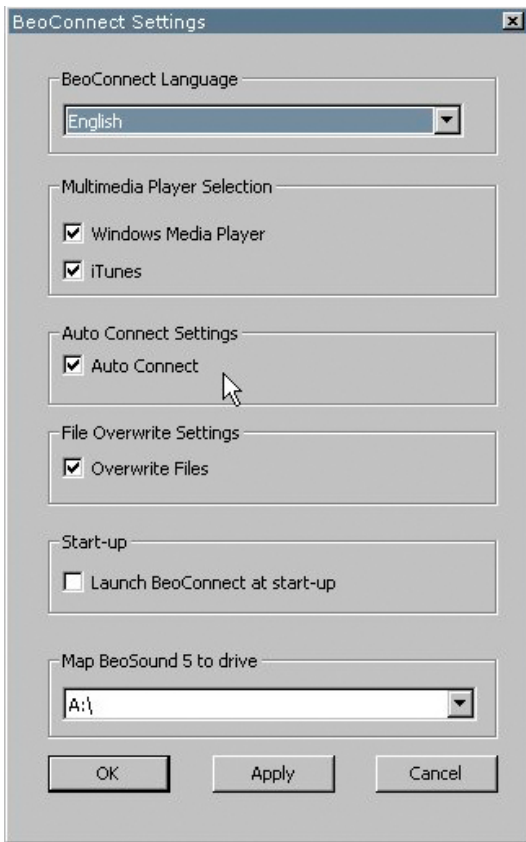 BeoConnect Settings
BeoConnect Language
English
Multimedia Player Selection
Windows Media Player
iTunes
Auto Connect Settings
Auto Connect
File Overwrite Settings
Overwrite Files
Start-up
Launch BeoConnect at start-up
Map BeoSound 5 to drive
A:\
OK Apply Cancel